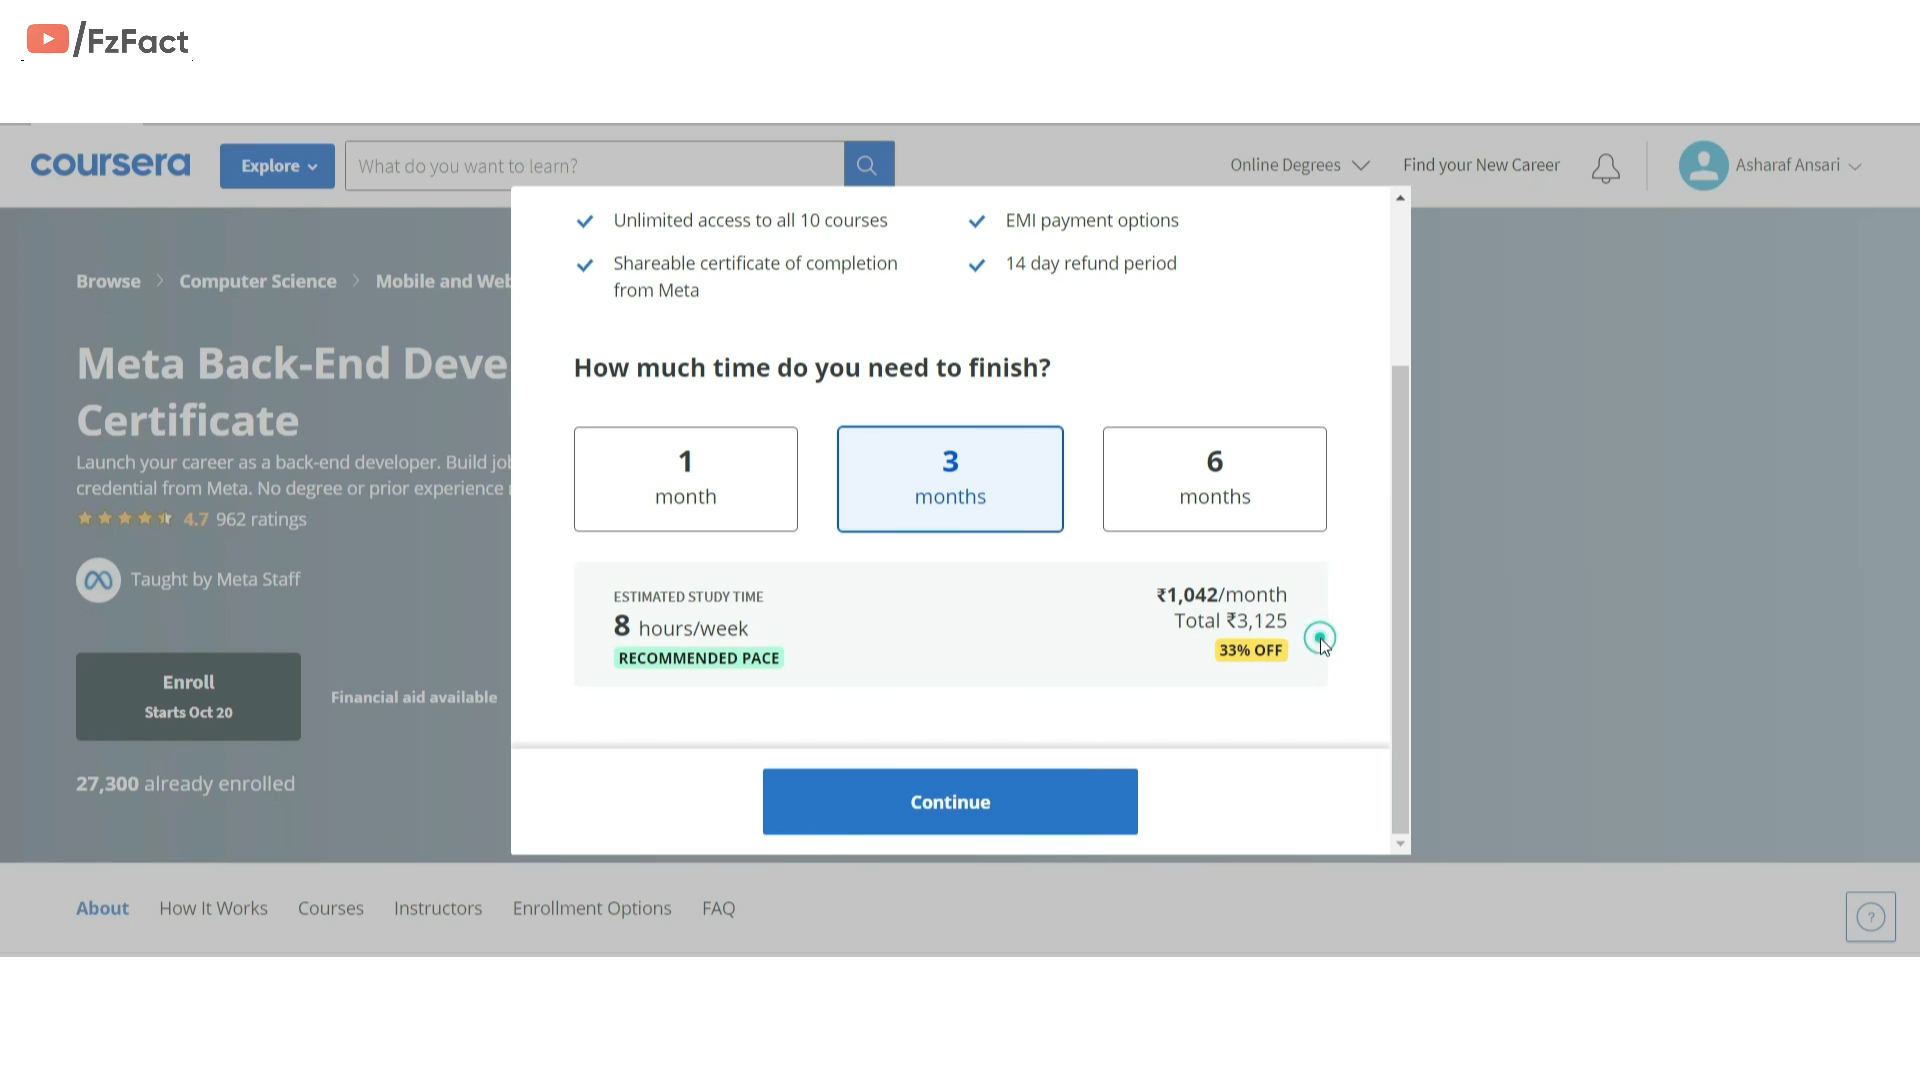 /FzFact
coursera
Explore
What do you want to learn?
Online Degrees
Find your New Career
Asharaf Ansari
Browse
Computer Science
Mobile and Web
Meta Back-End Deve
Certificate
Launch your career as a back-end developer. Build jo
credential from Meta. No degree or prior experience
4.7 962 ratings
Taught by Meta Staff
Enroll
Starts Oct 20
Financial aid available
27,300 already enrolled
Unlimited access to all 10 courses
EMI payment options
Shareable certificate of completion
from Meta
14 day refund period
How much time do you need to finish?
1
month
3
months
6
months
ESTIMATED STUDY TIME
8 hours/week
RECOMMENDED PACE
₹1,042/month
Total ₹3,125
33% OFF
Continue
About
How It Works
Courses
Instructors
Enrollment Options
FAQ
?